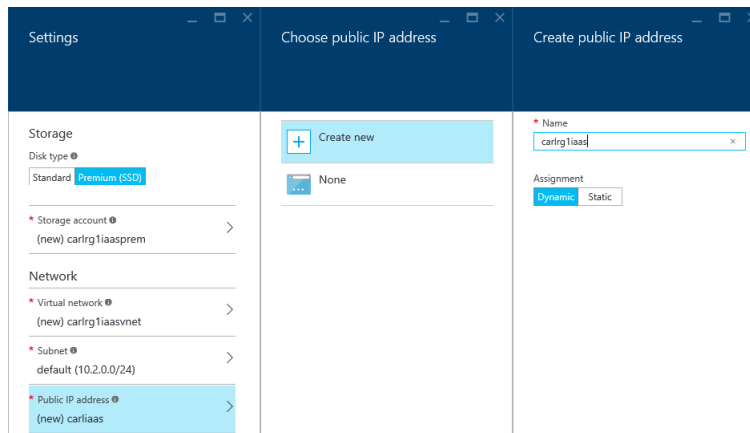 Settings
Storage
Disk type
Standard Premium (SSD)
* Storage account
(new) carlrg1iaasprem
Network
* Virtual network
(new) carlrg1iaasvnet
* Subnet
default (10.2.0.0/24)
* Public IP address
(new) carliaas
Choose public IP address
Create new
None
Create public IP address
* Name
carlrg1iaas
Assignment
Dynamic Static